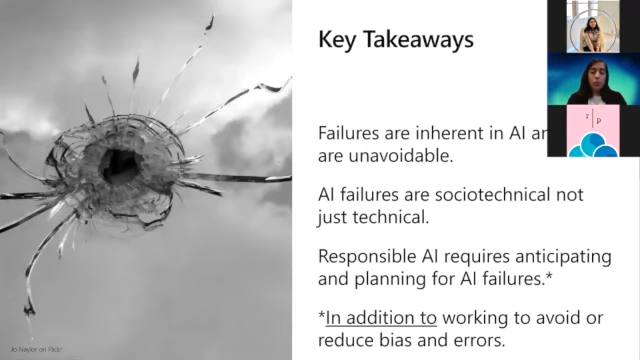 Key Takeaways
Failures are inherent in AI
are unavoidable.
AI failures are sociotechnical not
just technical.
Responsible AI requires anticipating
and planning for AI failures.*
*In addition to working to avoid or
reduce bias and errors.
r | p
Jo Naylor on Flickr